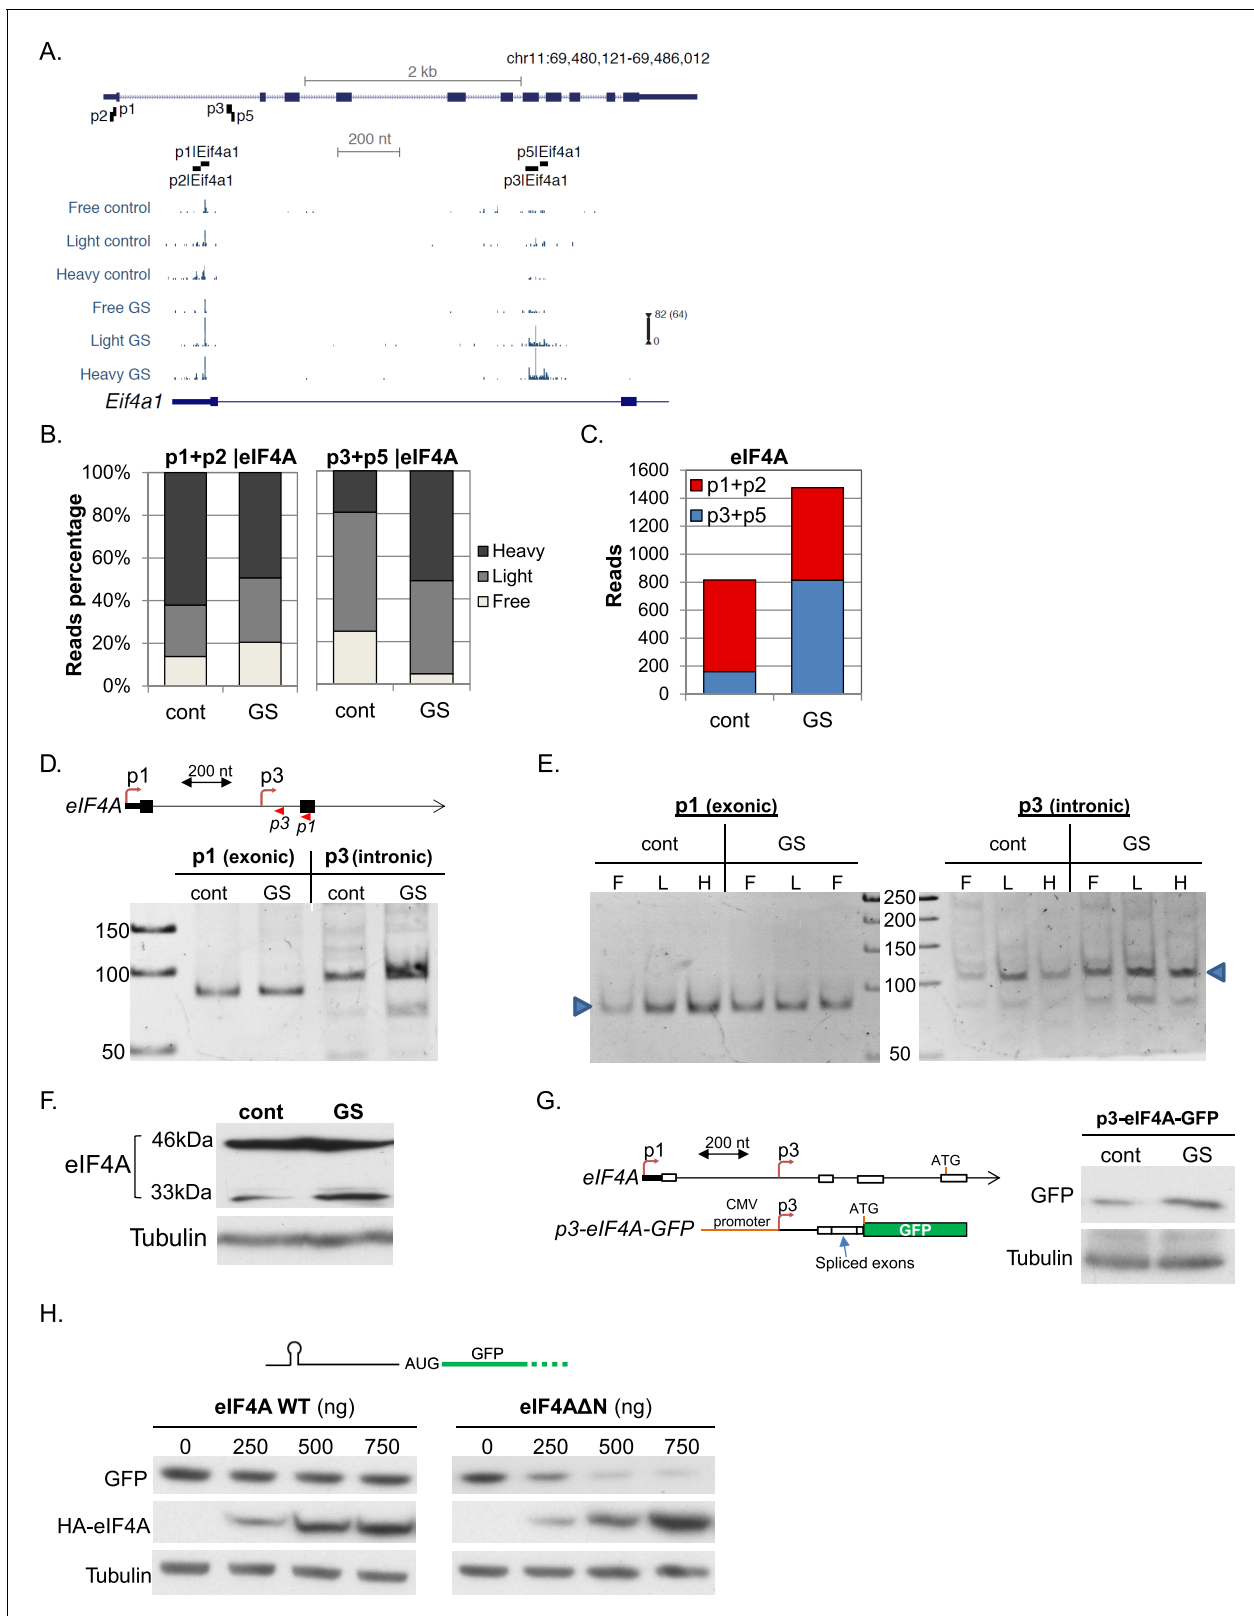 A.
chr11:69,480,121-69,486,012
2 kb
p2 p1 p3 p5
200 nt
p1|Eif4a1 p5|Eif4a1
p2|Eif4a1 p3|Eif4a1
Free control
Light control
Heavy control
Free GS
82 (64)
Light GS
0
Heavy GS
Eif4a1
B.
p1+p2 |eIF4A p3+p5 |eIF4A
Reads percentage
100%
80%
60%
40%
20%
0%
cont GS cont GS
Heavy
Light
Free
C.
eIF4A
p1+p2
p3+p5
Reads
1600
1400
1200
1000
800
600
400
200
0
cont GS
D.
p1 200 nt p3
eIF4A
p3 p1
p1 (exonic) p3 (intronic)
cont GS cont GS
150
100
50
E.
p1 (exonic) p3 (intronic)
cont GS cont GS
F L H F L F F L H F L H
250
200
150
100
50
F.
cont GS
eIF4A
46kDa
33kDa
Tubulin
G.
p1 200 nt p3 ATG
eIF4A
CMV promoter p3 ATG
p3-eIF4A-GFP GFP
Spliced exons
p3-eIF4A-GFP
cont GS
GFP
Tubulin
H.
AUG GFP
eIF4A WT (ng) eIF4AΔN (ng)
0 250 500 750 0 250 500 750
GFP
HA-eIF4A
Tubulin